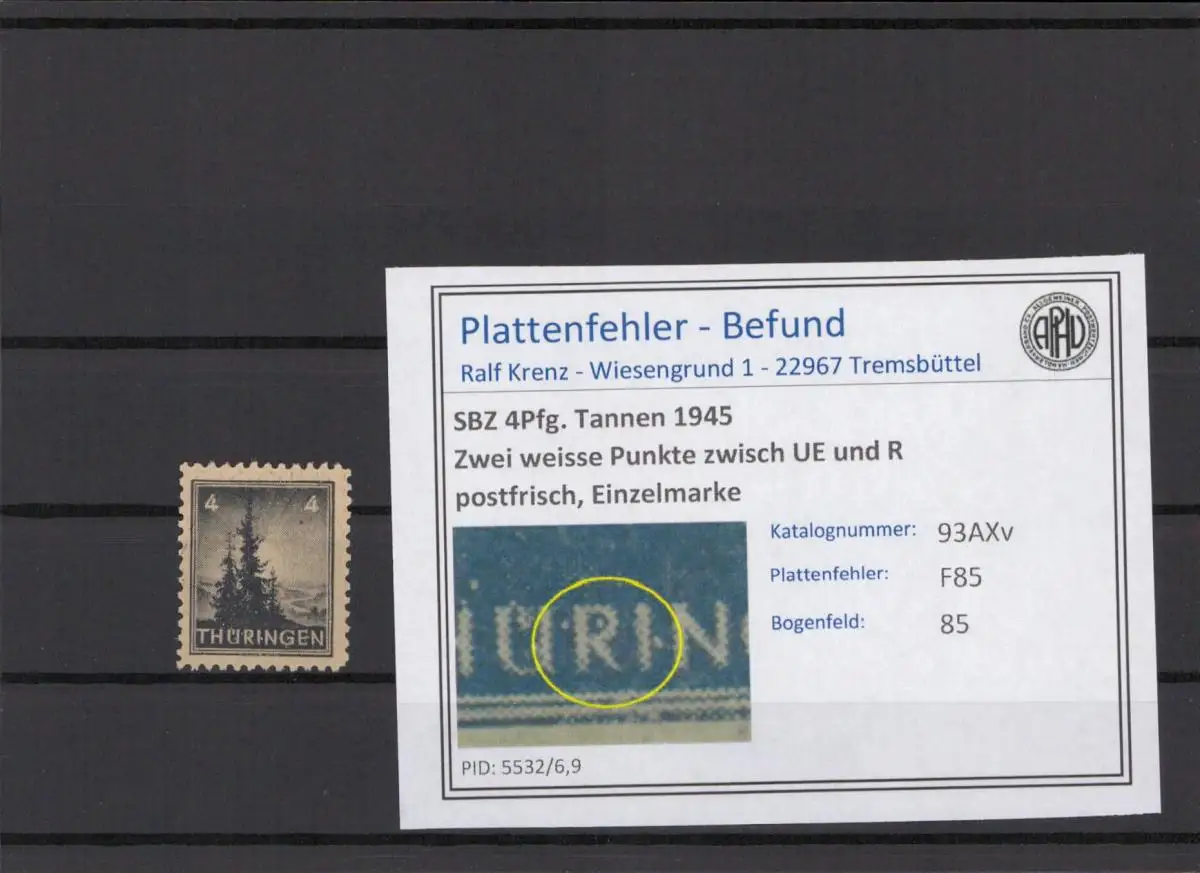 4 4
THÜRINGEN
Plattenfehler - Befund
Ralf Krenz - Wiesengrund 1 - 22967 Tremsbüttel
APHV
SBZ 4Pfg. Tannen 1945
Zwei weisse Punkte zwisch UE und R
postfrisch, Einzelmarke
ÜRIN
Katalognummer: 93AXv
Plattenfehler: F85
Bogenfeld: 85
PID: 5532/6,9